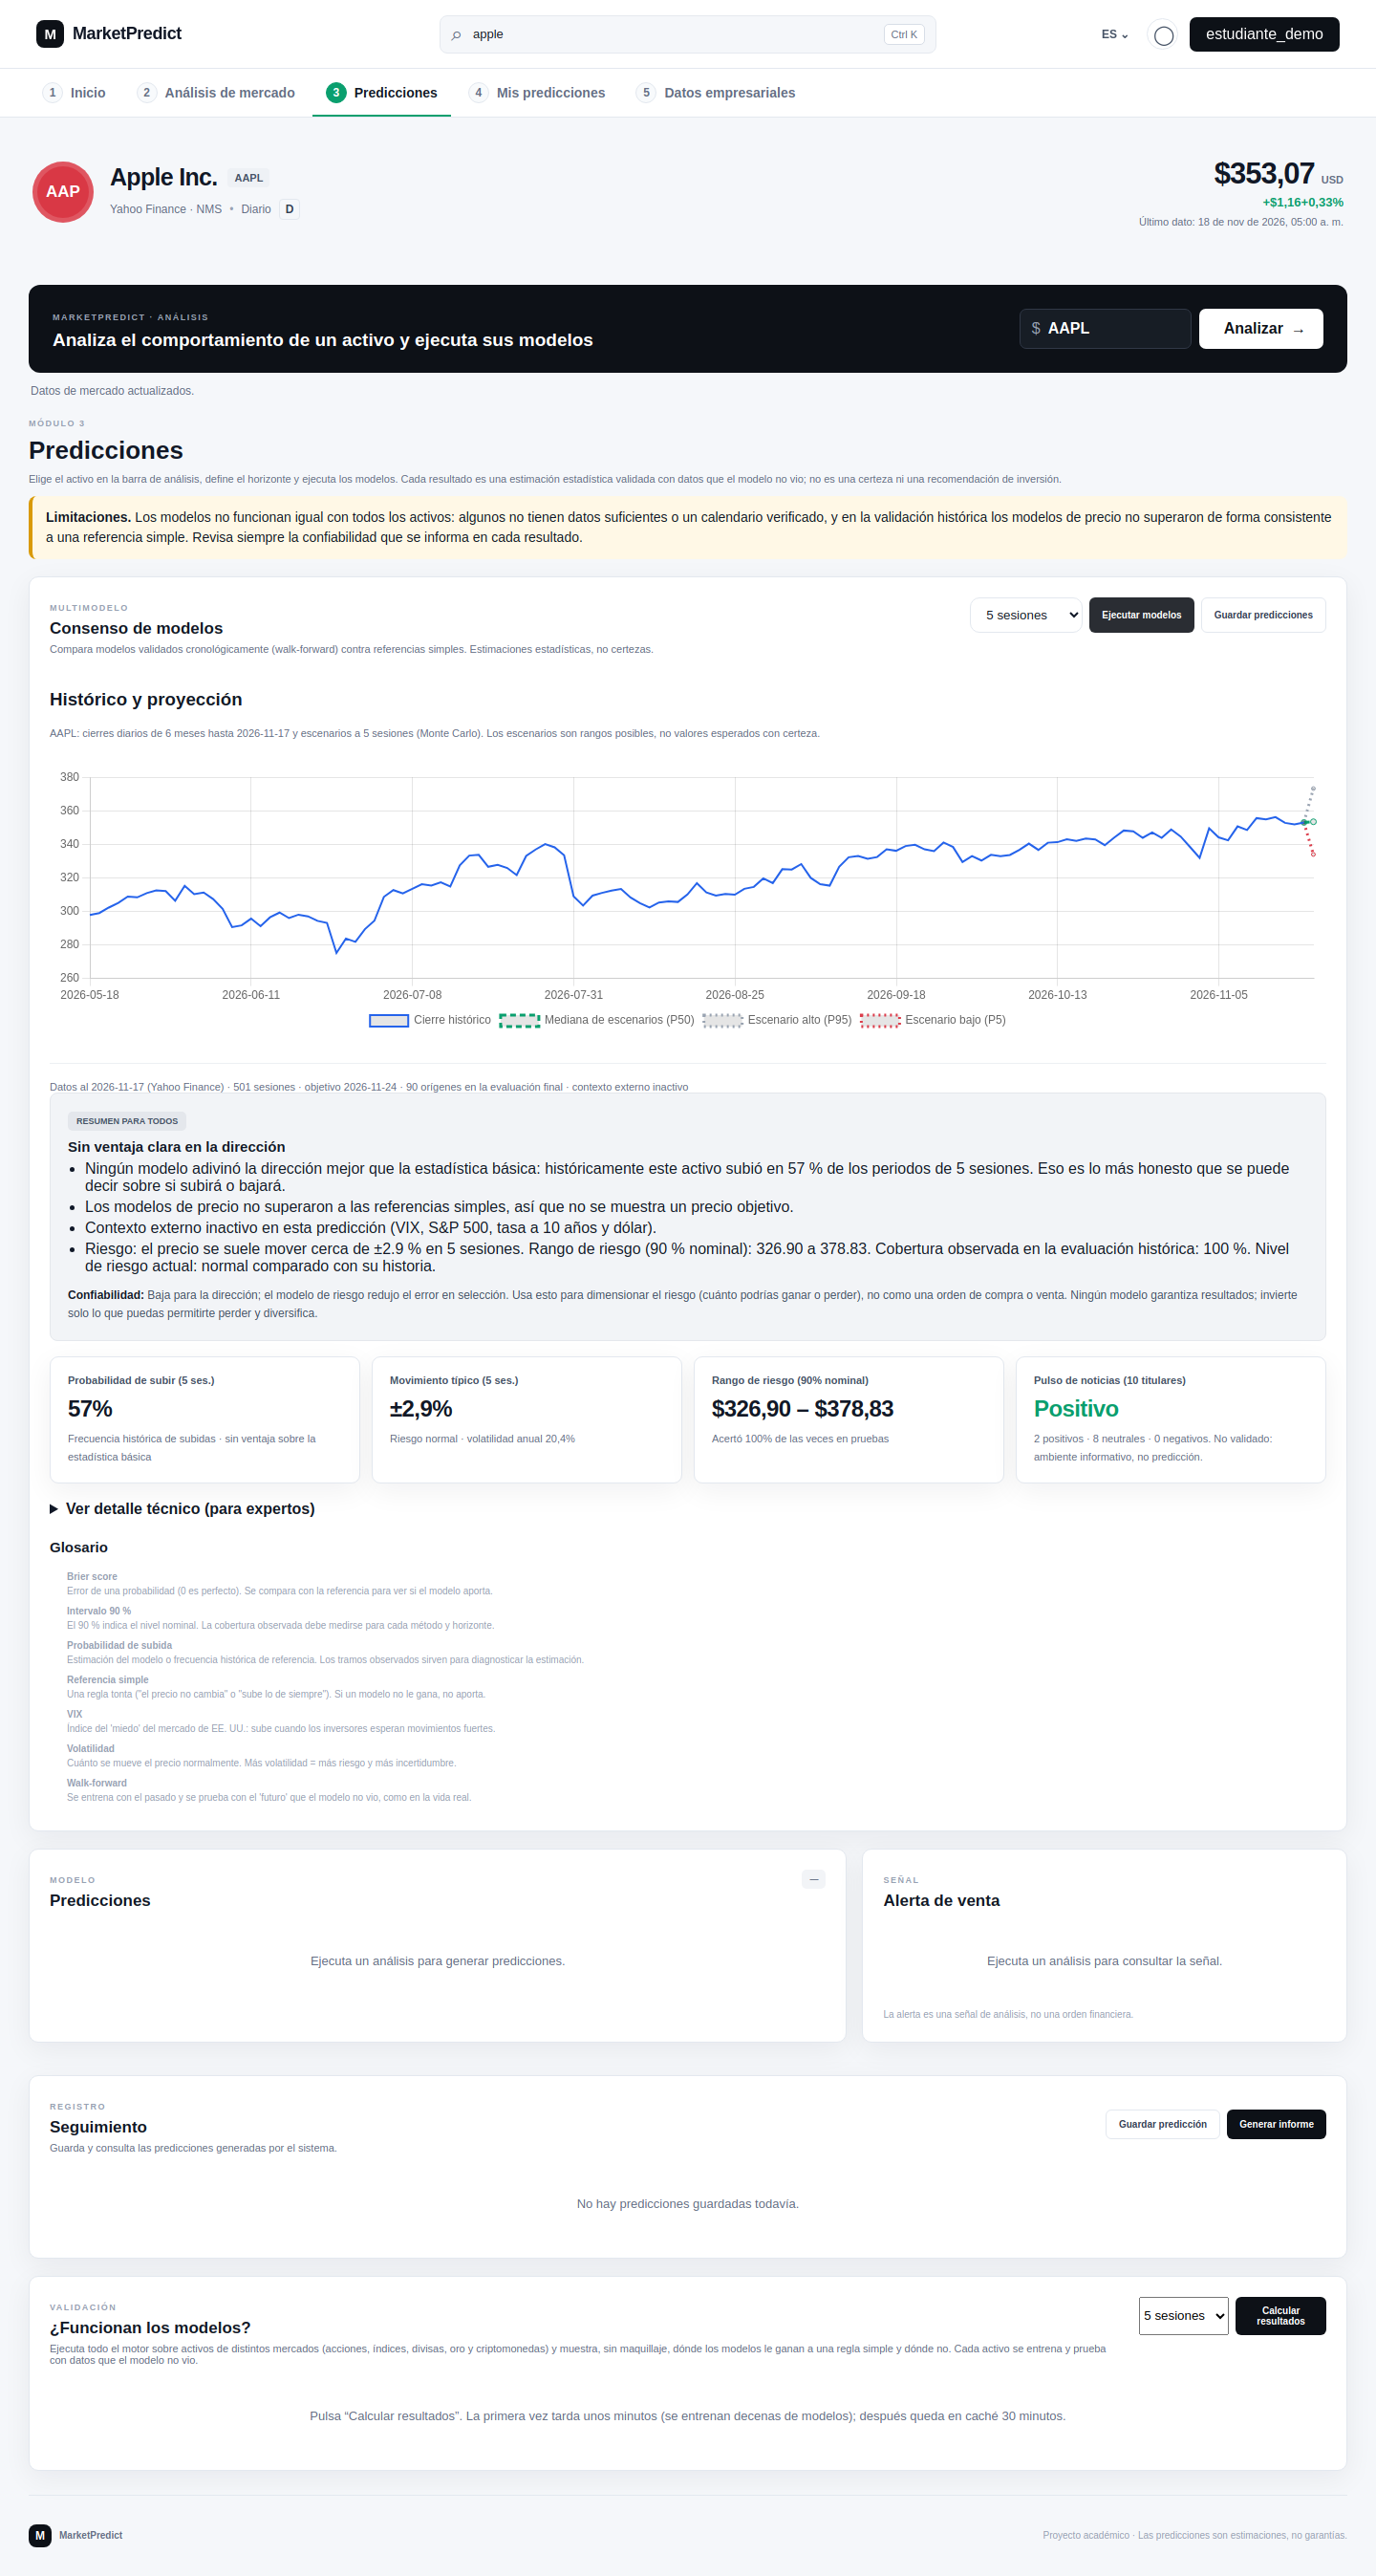 M MarketPredict
apple
Ctrl K
ES
estudiante_demo
1 Inicio
2 Análisis de mercado
3 Predicciones
4 Mis predicciones
5 Datos empresariales
AAP
Apple Inc. AAPL
Yahoo Finance · NMS • Diario D
$353,07 USD
+$1,16+0,33%
Último dato: 18 de nov de 2026, 05:00 a. m.
MARKETPREDICT · ANÁLISIS
Analiza el comportamiento de un activo y ejecuta sus modelos
$ AAPL
Analizar →
Datos de mercado actualizados.
MÓDULO 3
Predicciones
Elige el activo en la barra de análisis, define el horizonte y ejecuta los modelos. Cada resultado es una estimación estadística validada con datos que el modelo no vio; no es una certeza ni una recomendación de inversión.
Limitaciones. Los modelos no funcionan igual con todos los activos: algunos no tienen datos suficientes o un calendario verificado, y en la validación histórica los modelos de precio no superaron de forma consistente
a una referencia simple. Revisa siempre la confiabilidad que se informa en cada resultado.
MULTIMODELO
Consenso de modelos
Compara modelos validados cronológicamente (walk-forward) contra referencias simples. Estimaciones estadísticas, no certezas.
5 sesiones
Ejecutar modelos
Guardar predicciones
Histórico y proyección
AAPL: cierres diarios de 6 meses hasta 2026-11-17 y escenarios a 5 sesiones (Monte Carlo). Los escenarios son rangos posibles, no valores esperados con certeza.
380
360
340
320
300
280
260
2026-05-18 2026-06-11 2026-07-08 2026-07-31 2026-08-25 2026-09-18 2026-10-13 2026-11-05
Cierre histórico Mediana de escenarios (P50) Escenario alto (P95) Escenario bajo (P5)
Datos al 2026-11-17 (Yahoo Finance) · 501 sesiones · objetivo 2026-11-24 · 90 orígenes en la evaluación final · contexto externo inactivo
RESUMEN PARA TODOS
Sin ventaja clara en la dirección
• Ningún modelo adivinó la dirección mejor que la estadística básica: históricamente este activo subió en 57 % de los periodos de 5 sesiones. Eso es lo más honesto que se puede
decir sobre si subirá o bajará.
• Los modelos de precio no superaron a las referencias simples, así que no se muestra un precio objetivo.
• Contexto externo inactivo en esta predicción (VIX, S&P 500, tasa a 10 años y dólar).
• Riesgo: el precio se suele mover cerca de ±2.9 % en 5 sesiones. Rango de riesgo (90 % nominal): 326.90 a 378.83. Cobertura observada en la evaluación histórica: 100 %. Nivel
de riesgo actual: normal comparado con su historia.
Confiabilidad: Baja para la dirección; el modelo de riesgo redujo el error en selección. Usa esto para dimensionar el riesgo (cuánto podrías ganar o perder), no como una orden de compra o venta. Ningún modelo garantiza resultados; invierte
solo lo que puedas permitirte perder y diversifica.
Probabilidad de subir (5 ses.)
57%
Frecuencia histórica de subidas · sin ventaja sobre la
estadística básica
Movimiento típico (5 ses.)
±2,9%
Riesgo normal · volatilidad anual 20,4%
Rango de riesgo (90% nominal)
$326,90 – $378,83
Acertó 100% de las veces en pruebas
Pulso de noticias (10 titulares)
Positivo
2 positivos · 8 neutrales · 0 negativos. No validado:
ambiente informativo, no predicción.
Ver detalle técnico (para expertos)
Glosario
Brier score
Error de una probabilidad (0 es perfecto). Se compara con la referencia para ver si el modelo aporta.
Intervalo 90 %
El 90 % indica el nivel nominal. La cobertura observada debe medirse para cada método y horizonte.
Probabilidad de subida
Estimación del modelo o frecuencia histórica de referencia. Los tramos observados sirven para diagnosticar la estimación.
Referencia simple
Una regla tonta ("el precio no cambia" o "sube lo de siempre"). Si un modelo no le gana, no aporta.
VIX
Índice del 'miedo' del mercado de EE. UU.: sube cuando los inversores esperan movimientos fuertes.
Volatilidad
Cuánto se mueve el precio normalmente. Más volatilidad = más riesgo y más incertidumbre.
Walk-forward
Se entrena con el pasado y se prueba con el 'futuro' que el modelo no vio, como en la vida real.
MODELO
Predicciones
—
Ejecuta un análisis para generar predicciones.
SEÑAL
Alerta de venta
Ejecuta un análisis para consultar la señal.
La alerta es una señal de análisis, no una orden financiera.
REGISTRO
Seguimiento
Guarda y consulta las predicciones generadas por el sistema.
Guardar predicción
Generar informe
No hay predicciones guardadas todavía.
VALIDACIÓN
¿Funcionan los modelos?
Ejecuta todo el motor sobre activos de distintos mercados (acciones, índices, divisas, oro y criptomonedas) y muestra, sin maquillaje, dónde los modelos le ganan a una regla simple y dónde no. Cada activo se entrena y prueba
con datos que el modelo no vio.
5 sesiones
Calcular
resultados
Pulsa “Calcular resultados”. La primera vez tarda unos minutos (se entrenan decenas de modelos); después queda en caché 30 minutos.
M MarketPredict
Proyecto académico · Las predicciones son estimaciones, no garantías.